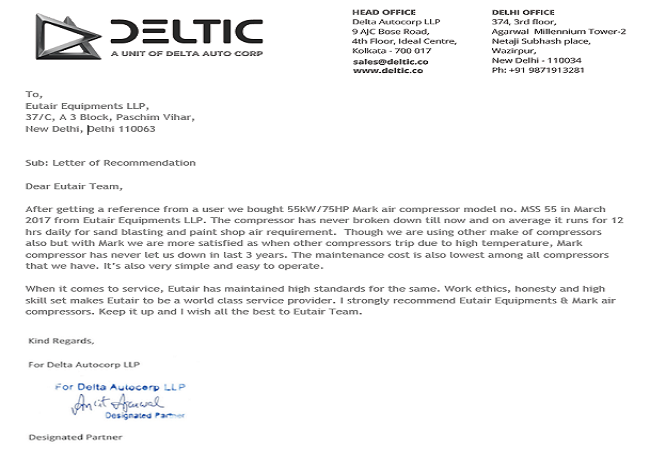 DELTIC
A UNIT OF DELTA AUTO CORP
HEAD OFFICE
Delta Autocorp LLP
9 AJC Bose Road,
4th Floor, Ideal Centre,
Kolkata - 700 017
sales@deltic.co
www.deltic.co
DELHI OFFICE
374, 3rd floor,
Agarwal Millennium Tower-2
Netaji Subhash place,
Wazirpur,
New Delhi - 110034
Ph: +91 9871913281
To,
Eutair Equipments LLP,
37/C, A 3 Block, Paschim Vihar,
New Delhi, Delhi 110063
Sub: Letter of Recommendation
Dear Eutair Team,
After getting a reference from a user we bought 55kW/75HP Mark air compressor model no. MSS 55 in March
2017 from Eutair Equipments LLP. The compressor has never broken down till now and on average it runs for 12
hrs daily for sand blasting and paint shop air requirement. Though we are using other make of compressors
also but with Mark we are more satisfied as when other compressors trip due to high temperature, Mark
compressor has never let us down in last 3 years. The maintenance cost is also lowest among all compressors
that we have. It's also very simple and easy to operate.
When it comes to service, Eutair has maintained high standards for the same. Work ethics, honesty and high
skill set makes Eutair to be a world class service provider. I strongly recommend Eutair Equipments & Mark air
compressors. Keep it up and I wish all the best to Eutair Team.
Kind Regards,
For Delta Autocorp LLP
For Delta Autocorp LLP
Ankit Agarwal
Designated Partner
Designated Partner